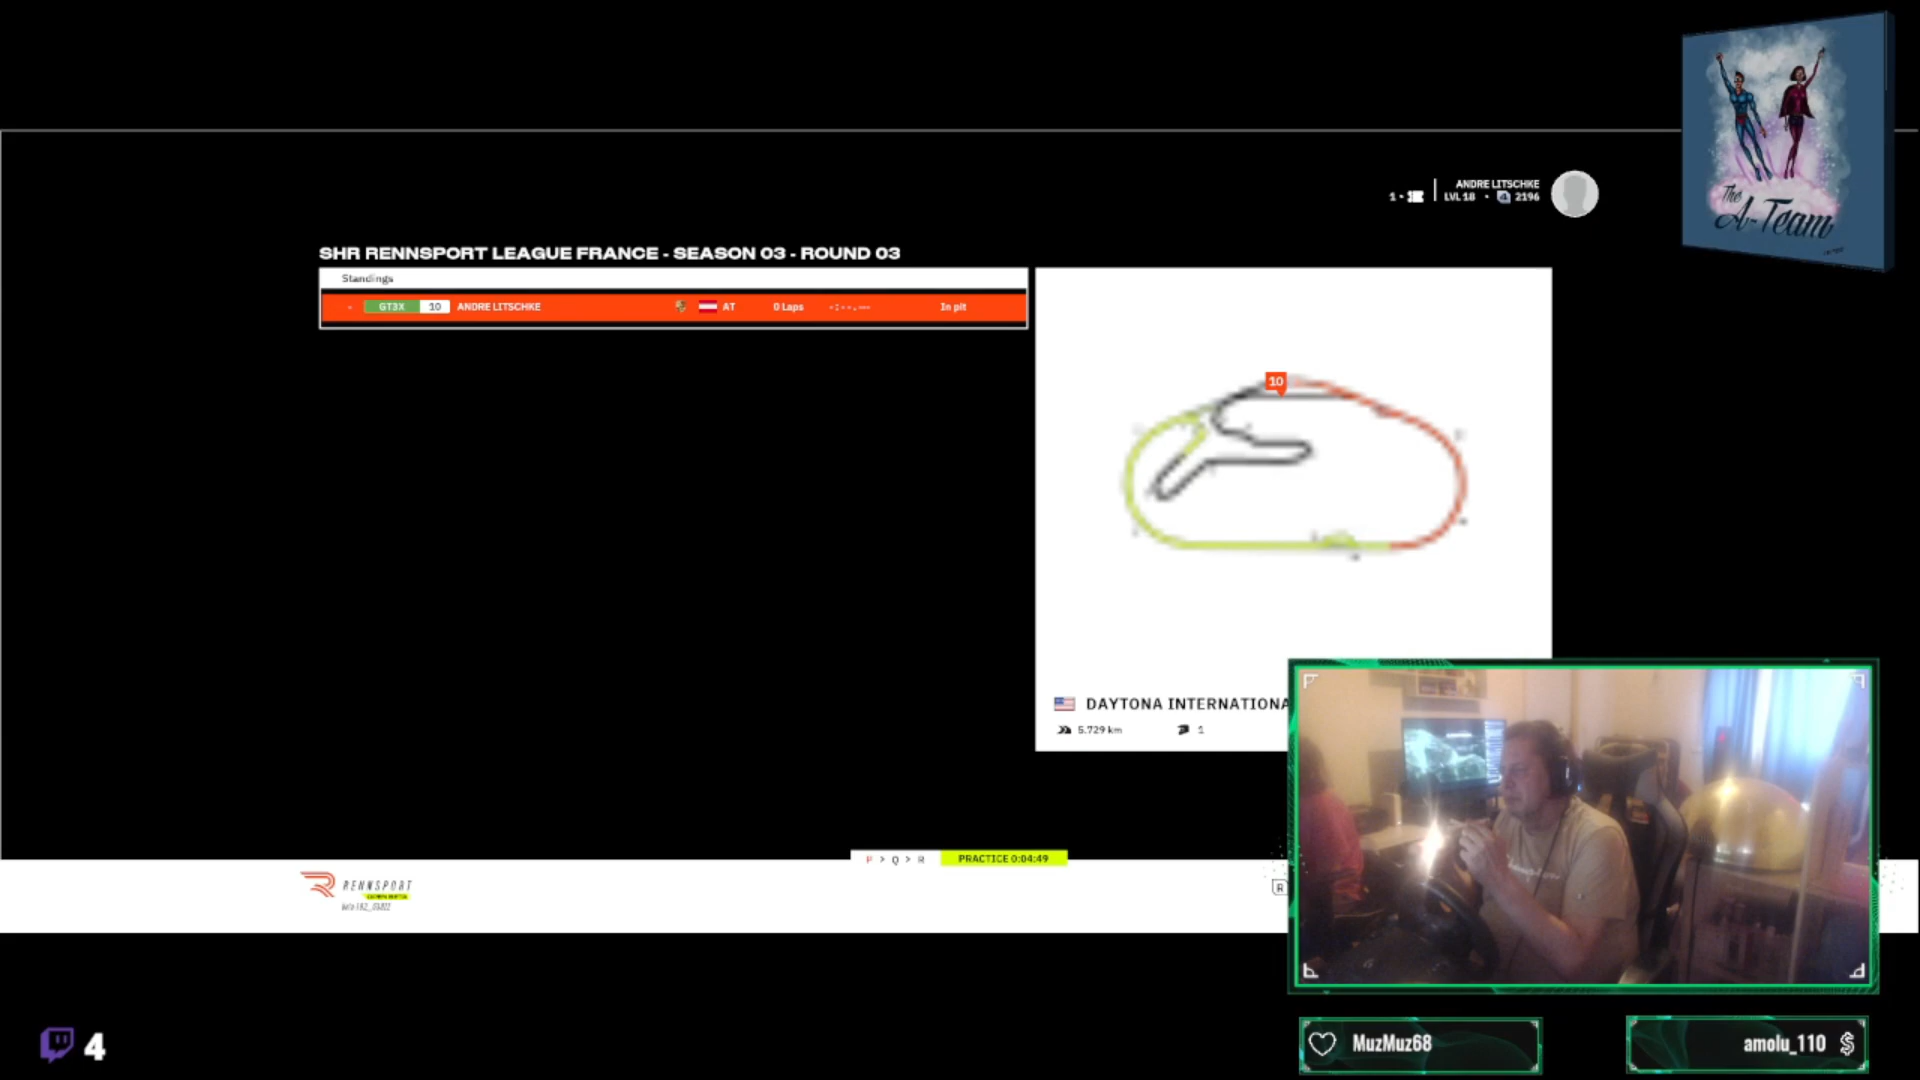 The
A-Team
ANDRE LITSCHKE
1 - LVL 18 - 4 2196
SHR RENNSPORT LEAGUE FRANCE - SEASON 03 - ROUND 03
Standings
- GT3X 10 ANDRE LITSCHKE AT 0 Laps -:--.--- In pit
10
DAYTONA INTERNATIONA
5.729 km 1
P > Q > R PRACTICE 0:04:49
RENNSPORT
R
4
MuzMuz68
amolu_110 $